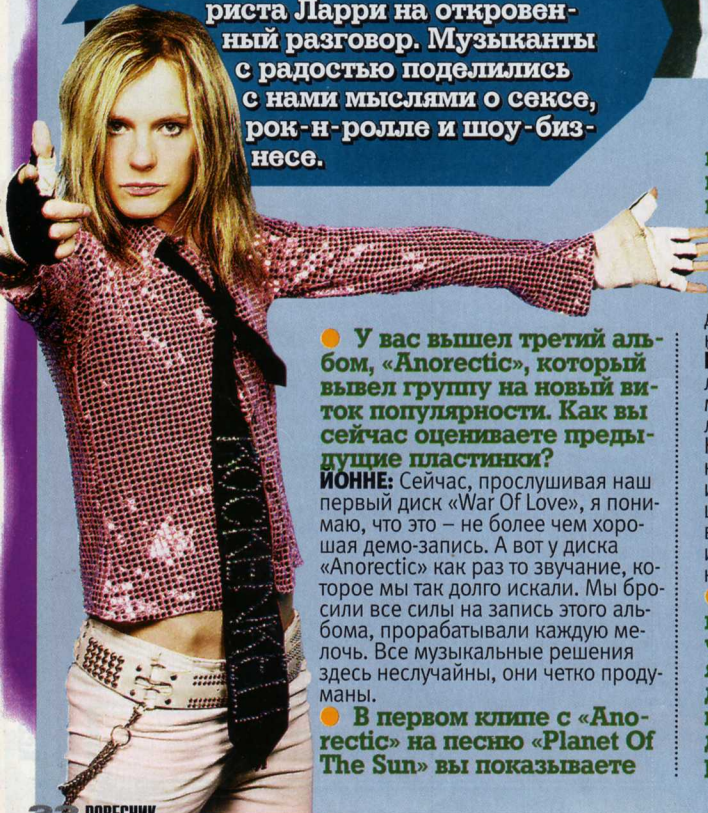 риста Ларри на откровен-
ный разговор. Музыканты
с радостью поделились
с нами мыслями о сексе,
рок-н-ролле и шоу-биз-
несе.
У вас вышел третий аль-
бом, «Anorectic», который
вывел группу на новый ви-
ток популярности. Как вы
сейчас оцениваете преды-
дущие пластинки?
ЙОННЕ: Сейчас, прослушивая наш
первый диск «War Of Love», я пони-
маю, что это – не более чем хоро-
шая демо-запись. А вот у диска
«Anorectic» как раз то звучание, ко-
торое мы так долго искали. Мы бро-
сили все силы на запись этого аль-
бома, прорабатывали каждую ме-
лочь. Все музыкальные решения
здесь неслучайны, они четко проду-
маны.
В первом клипе с «Ano-
rectic» на песню «Planet Of
The Sun» вы показываете
РОВЕСНИК